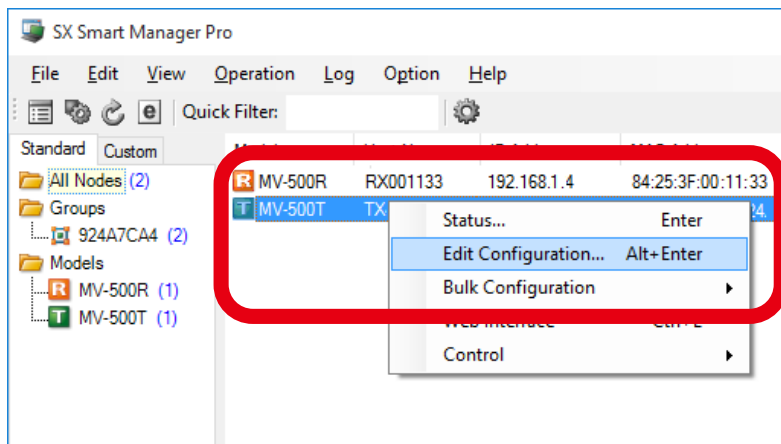 SX Smart Manager Pro
File Edit View Operation Log Option Help
Quick Filter:
Standard Custom
All Nodes (2)
Groups
924A7CA4 (2)
Models
MV-500R (1)
MV-500T (1)
R MV-500R RX001133 192.168.1.4 84:25:3F:00:11:33
T MV-500T TX 24.
Status... Enter
Edit Configuration... Alt+Enter
Bulk Configuration
Control